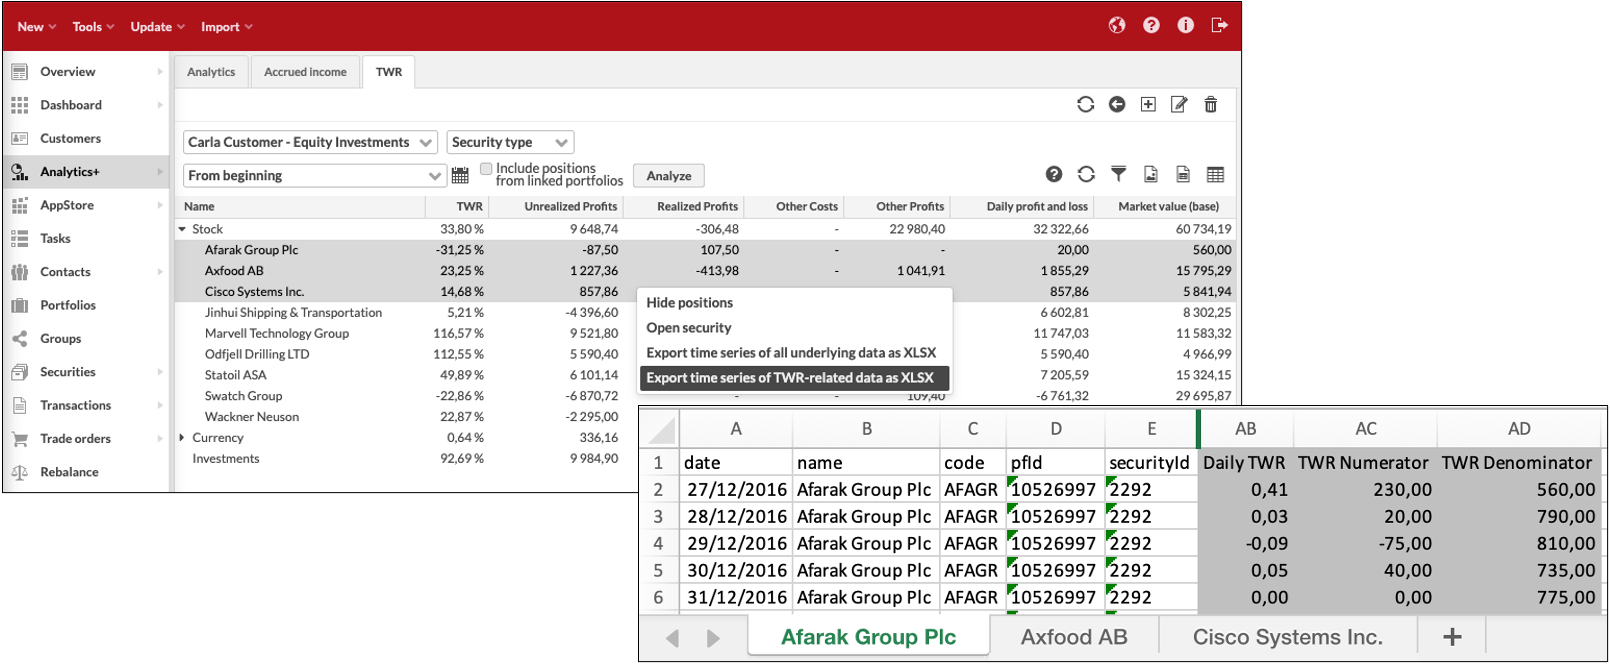 New Tools Update Import
Overview
Dashboard
Customers
Analytics+
AppStore
Tasks
Contacts
Portfolios
Groups
Securities
Transactions
Trade orders
Rebalance
Analytics Accrued income TWR
Carla Customer - Equity Investments Security type
From beginning Include positions from linked portfolios Analyze
Name TWR Unrealized Profits Realized Profits Other Costs Other Profits Daily profit and loss Market value (base)
Stock 33,80 % 9 648,74 -306,48 - 22 980,40 32 322,66 60 734,19
Afarak Group Plc -31,25 % -87,50 107,50 - - 20,00 560,00
Axfood AB 23,25 % 1 227,36 -413,98 - 1 041,91 1 855,29 15 795,29
Cisco Systems Inc. 14,68 % 857,86 857,86 5 841,94
Jinhui Shipping & Transportation 5,21 % -4 396,60 6 602,81 8 302,25
Marvell Technology Group 116,57 % 9 521,80 11 747,03 11 583,32
Odfjell Drilling LTD 112,55 % 5 590,40 5 590,40 4 966,99
Statoil ASA 49,89 % 6 101,14 7 205,59 15 324,15
Swatch Group -22,86 % -6 870,72 - - 109,40 -6 761,32 29 695,87
Wackner Neuson 22,87 % -2 295,00
Currency 0,64 % 336,16
Investments 92,69 % 9 984,90
Hide positions
Open security
Export time series of all underlying data as XLSX
Export time series of TWR-related data as XLSX
A B C D E AB AC AD
1 date name code pfId securityId Daily TWR TWR Numerator TWR Denominator
2 27/12/2016 Afarak Group Plc AFAGR 10526997 2292 0,41 230,00 560,00
3 28/12/2016 Afarak Group Plc AFAGR 10526997 2292 0,03 20,00 790,00
4 29/12/2016 Afarak Group Plc AFAGR 10526997 2292 -0,09 -75,00 810,00
5 30/12/2016 Afarak Group Plc AFAGR 10526997 2292 0,05 40,00 735,00
6 31/12/2016 Afarak Group Plc AFAGR 10526997 2292 0,00 0,00 775,00
Afarak Group Plc Axfood AB Cisco Systems Inc. +